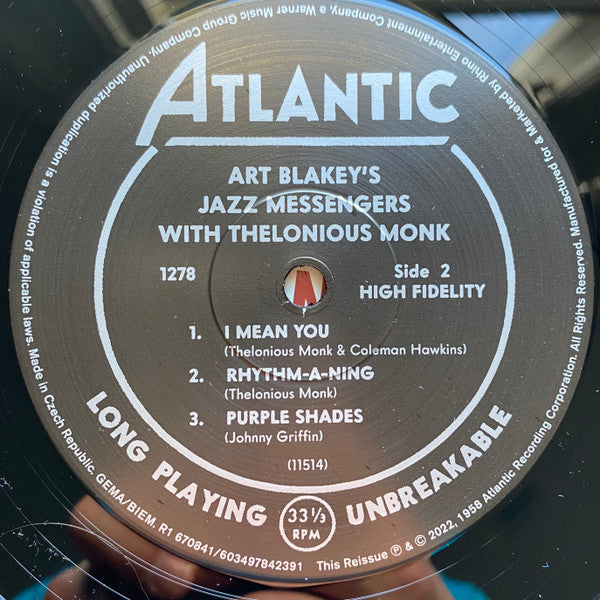 ATLANTIC
ART BLAKEY'S
JAZZ MESSENGERS
WITH THELONIOUS MONK
1278
Side 2
HIGH FIDELITY
1. I MEAN YOU
(Thelonious Monk & Coleman Hawkins)
2. RHYTHM-A-NING
(Thelonious Monk)
3. PURPLE SHADES
(Johnny Griffin)
(11514)
LONG PLAYING
33 1/3
RPM
UNBREAKABLE
This Reissue ℗ & © 2022, 1958 Atlantic Recording Corporation. All Rights Reserved. Manufactured for & Marketed by Rhino Entertainment Company, a Warner Music Group Company. Unauthorized duplication is a violation of applicable laws. Made in Czech Republic. GEMA/BIEM. R1 670841/603497842391